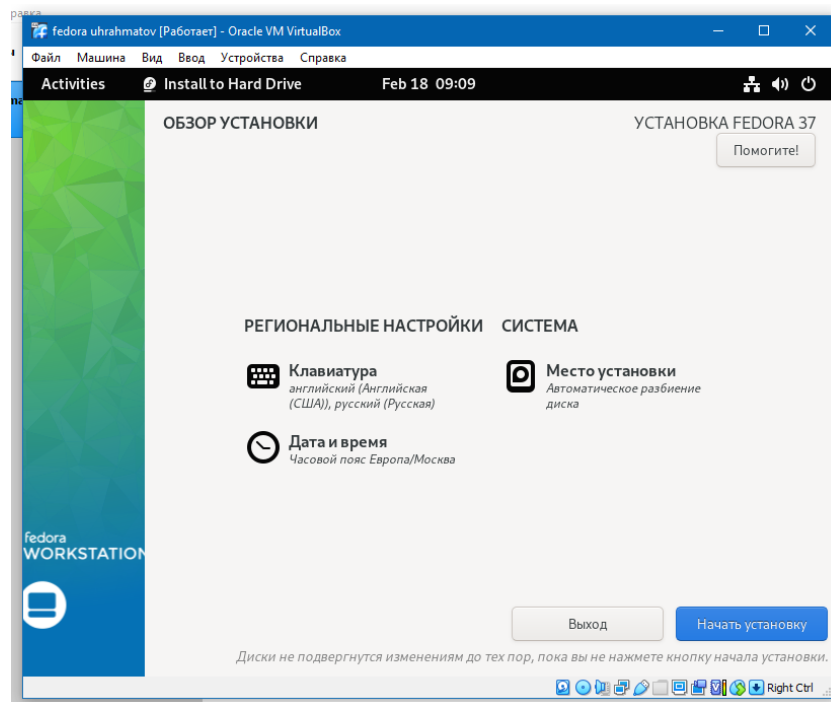 fedora uhrahmatov [Работает] - Oracle VM VirtualBox
Файл Машина Вид Ввод Устройства Справка
Activities Install to Hard Drive Feb 18 09:09
ОБЗОР УСТАНОВКИ
УСТАНОВКА FEDORA 37
Помогите!
РЕГИОНАЛЬНЫЕ НАСТРОЙКИ
Клавиатура
английский (Английская
(США)), русский (Русская)
Дата и время
Часовой пояс Европа/Москва
СИСТЕМА
Место установки
Автоматическое разбиение
диска
fedora
WORKSTATION
Выход
Начать установку
Диски не подвергнутся изменениям до тех пор, пока вы не нажмете кнопку начала установки.
Right Ctrl